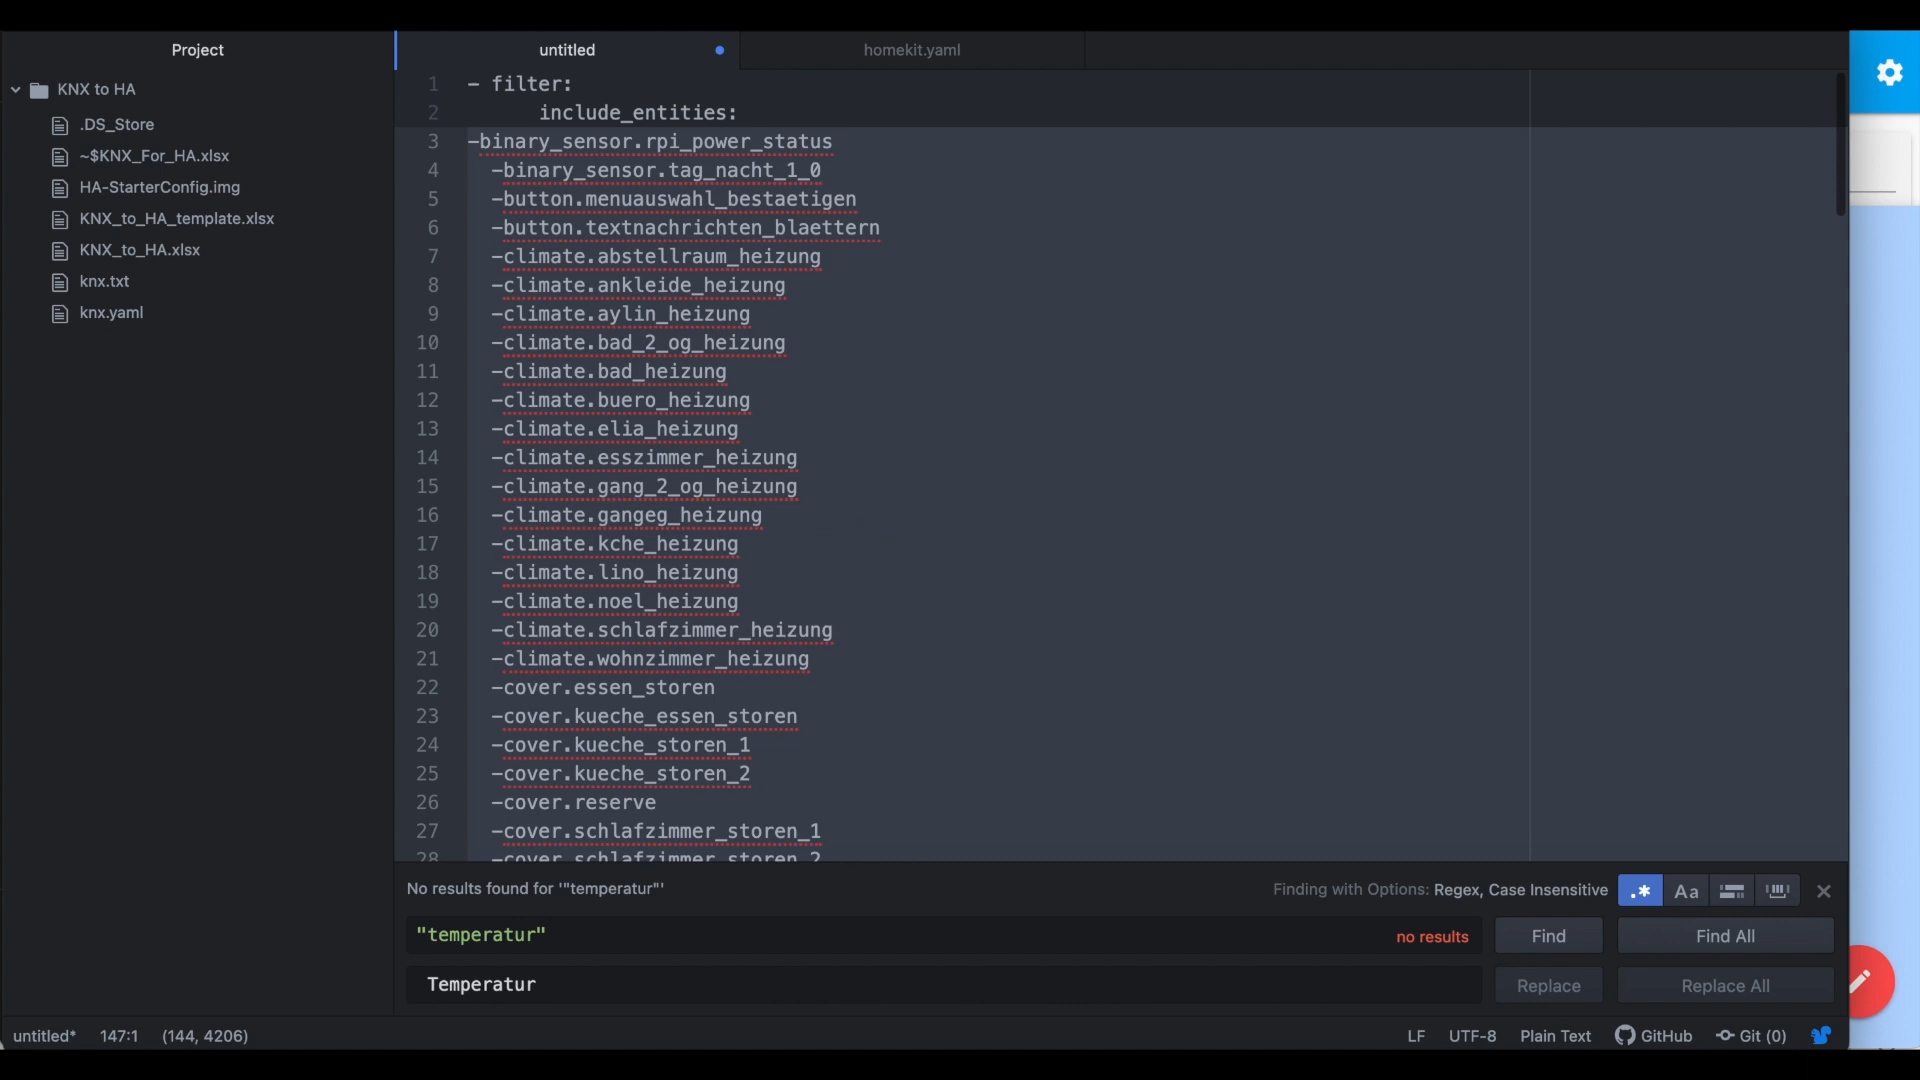 Project
untitled
homekit.yaml
KNX to HA
.DS_Store
~$KNX_For_HA.xlsx
HA-StarterConfig.img
KNX_to_HA_template.xlsx
KNX_to_HA.xlsx
knx.txt
knx.yaml
1 - filter:
2 include_entities:
3 -binary_sensor.rpi_power_status
4 -binary_sensor.tag_nacht_1_0
5 -button.menuauswahl_bestaetigen
6 -button.textnachrichten_blaettern
7 -climate.abstellraum_heizung
8 -climate.ankleide_heizung
9 -climate.aylin_heizung
10 -climate.bad_2_og_heizung
11 -climate.bad_heizung
12 -climate.buero_heizung
13 -climate.elia_heizung
14 -climate.esszimmer_heizung
15 -climate.gang_2_og_heizung
16 -climate.gangeg_heizung
17 -climate.kche_heizung
18 -climate.lino_heizung
19 -climate.noel_heizung
20 -climate.schlafzimmer_heizung
21 -climate.wohnzimmer_heizung
22 -cover.essen_storen
23 -cover.kueche_essen_storen
24 -cover.kueche_storen_1
25 -cover.kueche_storen_2
26 -cover.reserve
27 -cover.schlafzimmer_storen_1
28 -cover.schlafzimmer_storen_2
No results found for '"temperatur"'
Finding with Options: Regex, Case Insensitive
.* Aa
"temperatur" no results Find Find All
Temperatur Replace Replace All
untitled* 147:1 (144, 4206) LF UTF-8 Plain Text GitHub Git (0)